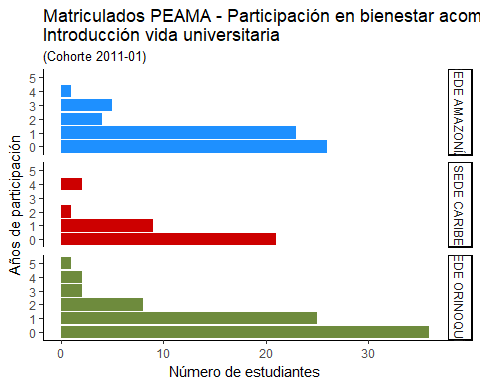 Matriculados PEAMA - Participación en bienestar acom
Introducción vida universitaria
(Cohorte 2011-01)
Años de participación
5
4
3
2
1
0
EDE AMAZONÍ
5
4
3
2
1
0
SEDE CARIBE
5
4
3
2
1
0
EDE ORINOQU
0
10
20
30
Número de estudiantes